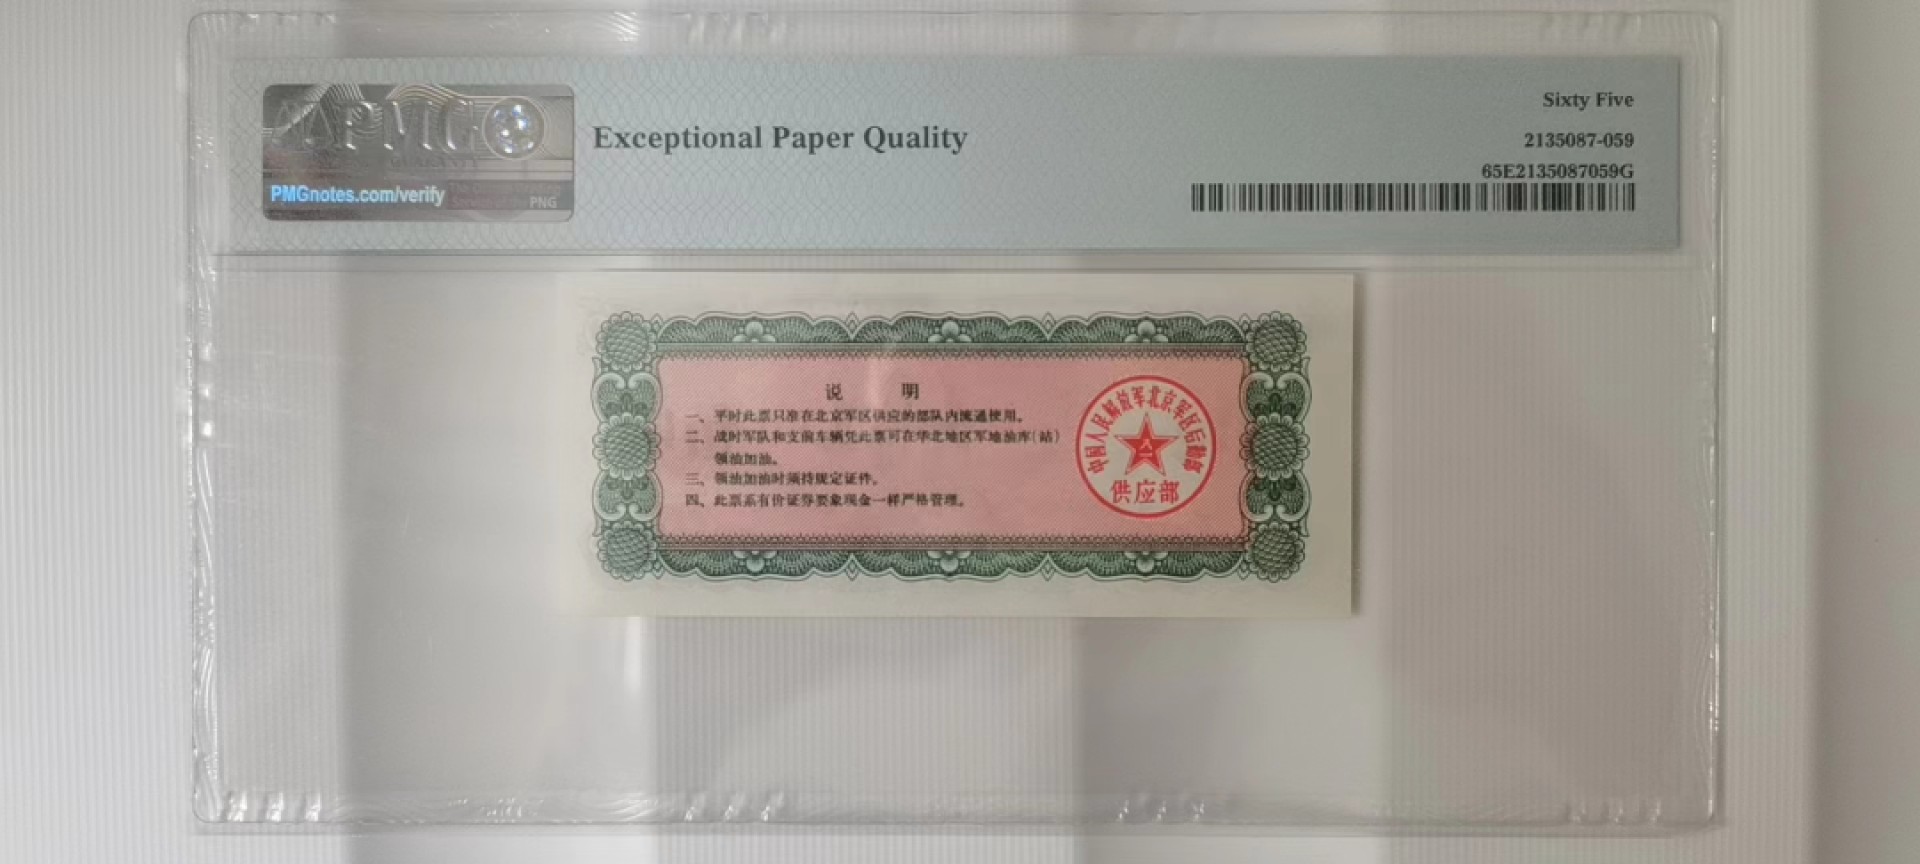 PMG
GUARANTY
PMGnotes.com/verify
PNG
Exceptional Paper Quality
Sixty Five
2135087-059
65E2135087059G
说 明
一、平时此票只准在北京军区供应的部队内流通使用。
二、战时军队和支前车辆凭此票可在华北地区军地油库(站)
领油加油。
三、领油加油时须持规定证件。
四、此票系有价证券要象现金一样严格管理。
中国人民解放军北京军区后勤部
供应部